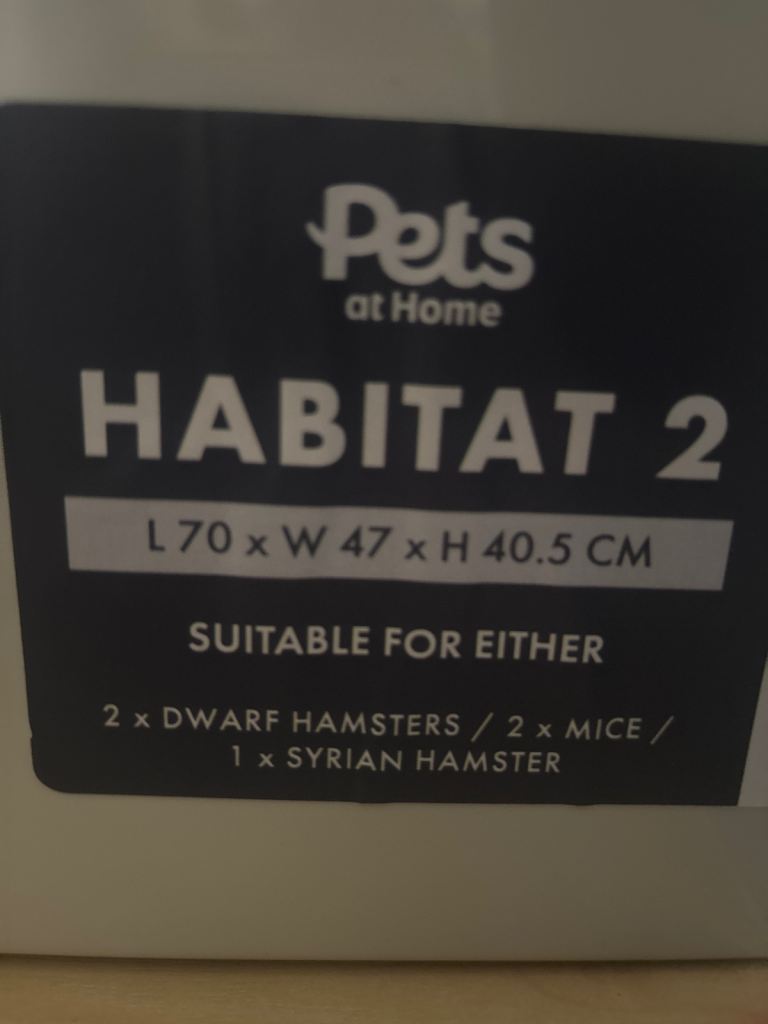 Pets
at Home
HABITAT 2
L 70 x W 47 x H 40.5 CM
SUITABLE FOR EITHER
2 x DWARF HAMSTERS / 2 x MICE /
1 x SYRIAN HAMSTER